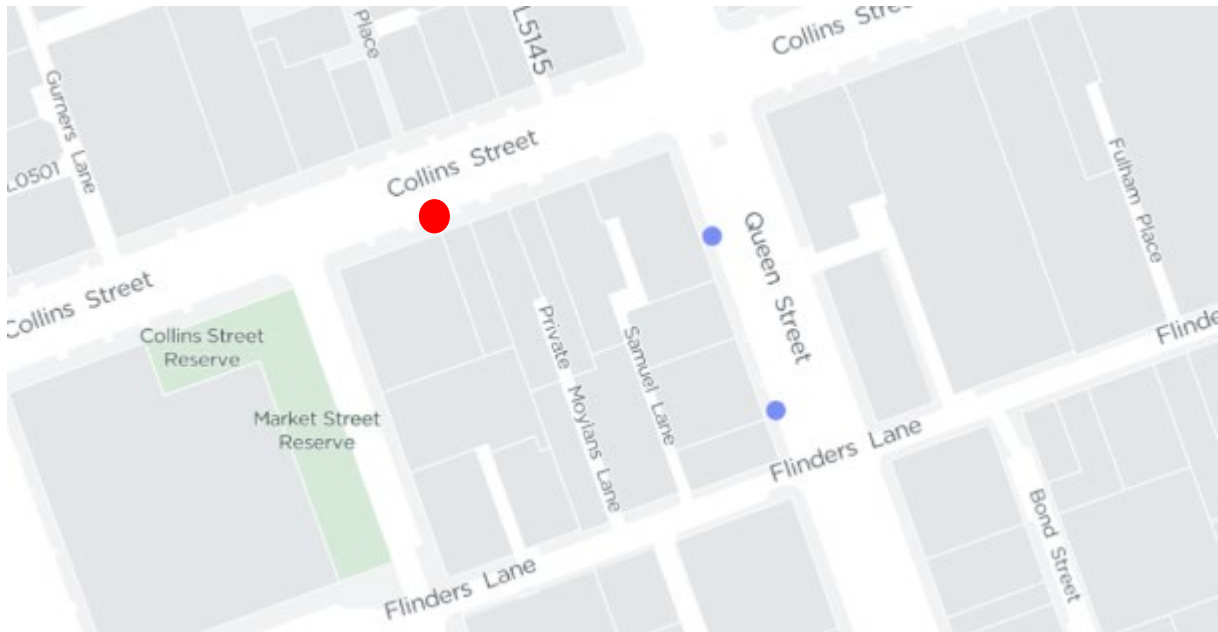 Place
L5145
Collins Stree
Gurners Lane
L0501
Collins Street
Fulham Place
Queen Street
Collins Street
Collins Street
Reserve
Private
Samuel Lane
Flinde
Market Street
Reserve
Moylans Lane
Flinders Lane
Bond Street
Flinders Lane